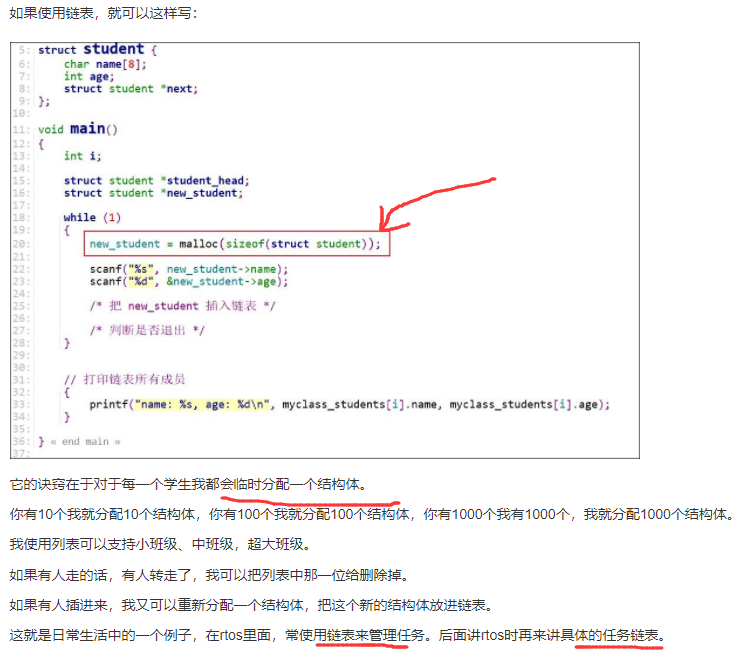 如果使用链表，就可以这样写：
5: struct student {
6: char name[8];
7: int age;
8: struct student *next;
9: };
10:
11: void main()
12: {
13: int i;
14:
15: struct student *student_head;
16: struct student *new_student;
17:
18: while (1)
19: {
20: new_student = malloc(sizeof(struct student));
21:
22: scanf("%s", new_student->name);
23: scanf("%d", &new_student->age);
24:
25: /* 把 new_student 插入链表 */
26:
27: /* 判断是否退出 */
28: }
29:
30:
31: // 打印链表所有成员
32: {
33: printf("name: %s, age: %d\n", myclass_students[i].name, myclass_students[i].age);
34: }
35:
36: } « end main »
37:
它的诀窍在于对于每一个学生我都会临时分配一个结构体。
你有10个我就分配10个结构体，你有100个我就分配100个结构体，你有1000个我有1000个，我就分配1000个结构体。
我使用列表可以支持小班级、中班级，超大班级。
如果有人走的话，有人转走了，我可以把列表中那一位给删除掉。
如果有人插进来，我又可以重新分配一个结构体，把这个新的结构体放进链表。
这就是日常生活中的一个例子，在rtos里面，常使用链表来管理任务。后面讲rtos时再来讲具体的任务链表。